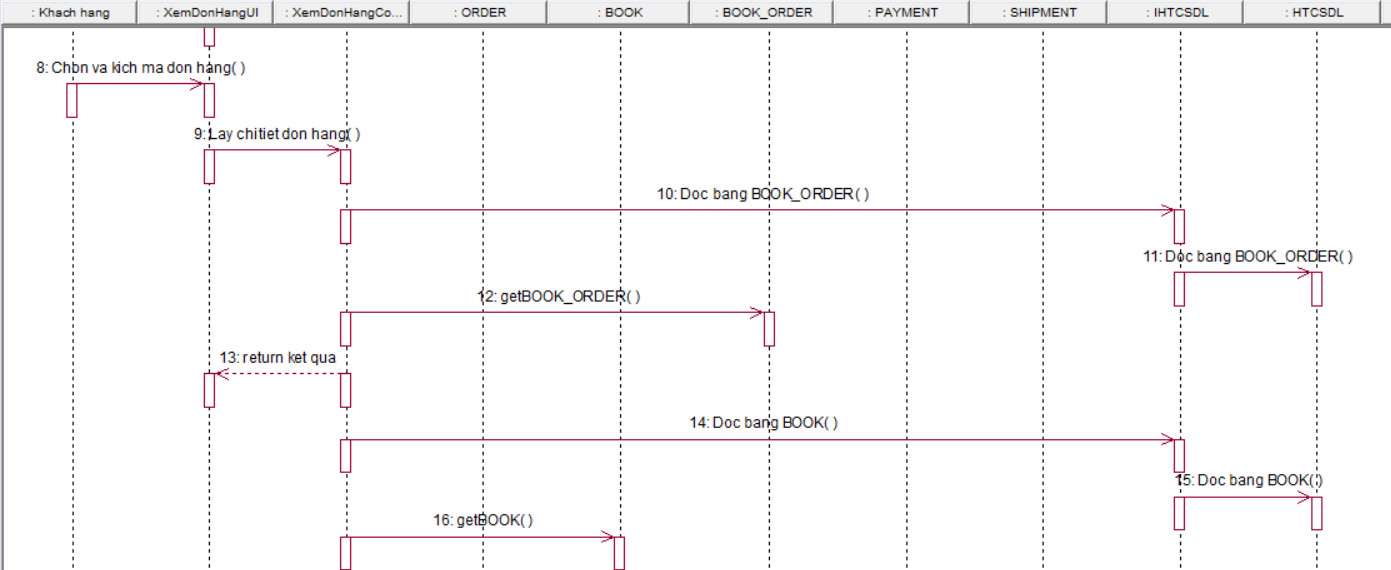 : Khach hang
: XemDonHangUI
: XemDonHangCo...
: ORDER
: BOOK
: BOOK_ORDER
: PAYMENT
: SHIPMENT
: IHTCSDL
: HTCSDL
8: Chon va kich ma don hang( )
9: Lay chitiet don hang( )
10: Doc bang BOOK_ORDER( )
11: Doc bang BOOK_ORDER( )
12: getBOOK_ORDER( )
13: return ket qua
14: Doc bang BOOK( )
15: Doc bang BOOK( )
16: getBOOK( )